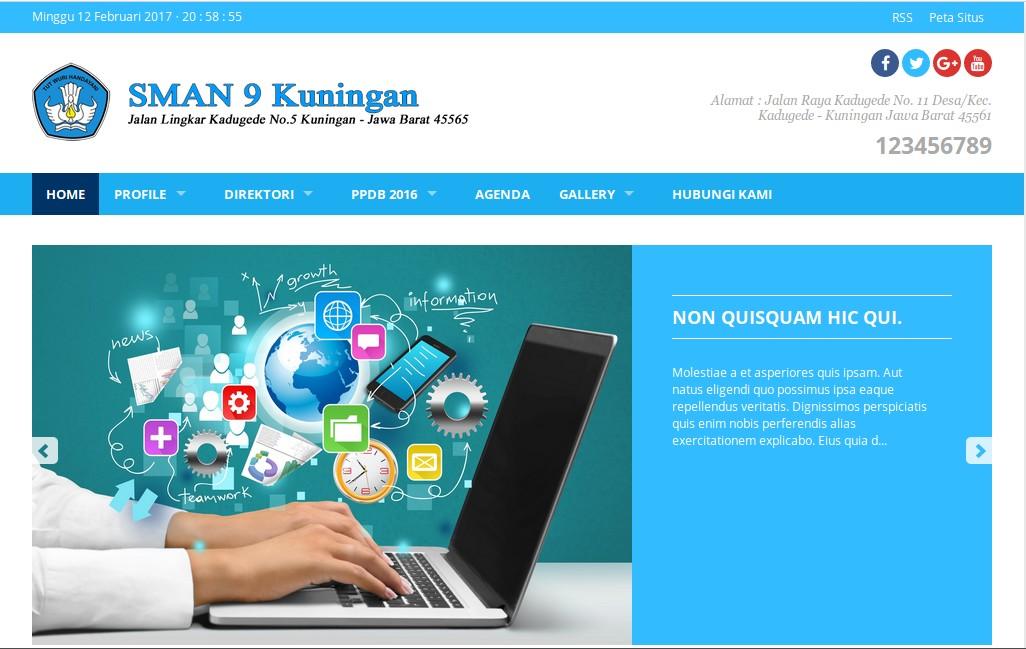 Minggu 12 Februari 2017 · 20 : 58 : 55
RSS Peta Situs
TUT WURI HANDAYANI
SMAN 9 Kuningan
Jalan Lingkar Kadugede No.5 Kuningan - Jawa Barat 45565
You
Tube
Alamat : Jalan Raya Kadugede No. 11 Desa/Kec.
Kadugede - Kuningan Jawa Barat 45561
123456789
HOME PROFILE DIREKTORI PPDB 2016 AGENDA GALLERY HUBUNGI KAMI
growth
x
y
information
i
news
teamwork
NON QUISQUAM HIC QUI.
Molestiae a et asperiores quis ipsam. Aut
natus eligendi quo possimus ipsa eaque
repellendus veritatis. Dignissimos perspiciatis
quis enim nobis perferendis alias
exercitationem explicabo. Eius quia d...